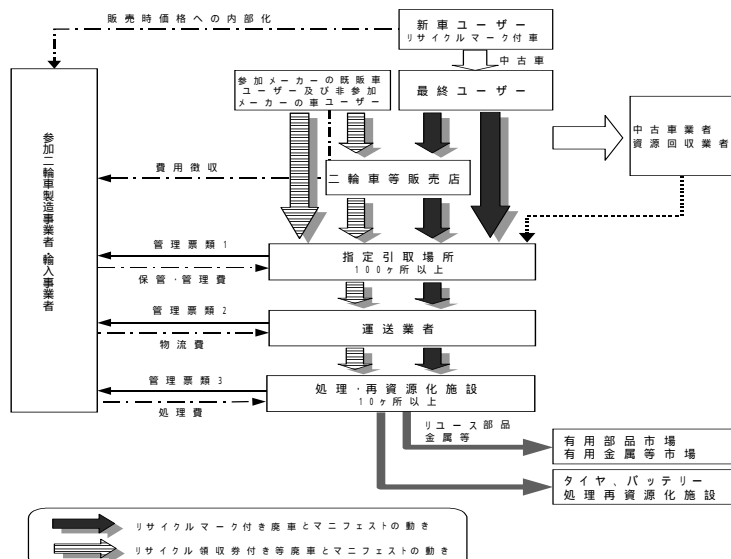 販売時価格への内部化
新車ユーザー
リサイクルマーク付車
中古車
参加メーカーの既販車
ユーザー及び非参加
メーカーの車ユーザー
最終ユーザー
中古車業者
資源回収業者
参加二輪車製造事業者・輸入事業者
費用徴収
二輪車等販売店
管理票類1
保管・管理費
指定引取場所
100ヶ所以上
管理票類2
物流費
運送業者
管理票類3
処理費
処理・再資源化施設
10ヶ所以上
リユース部品
金属等
有用部品市場
有用金属等市場
タイヤ、バッテリー
処理再資源化施設
リサイクルマーク付き廃車とマニフェストの動き
リサイクル領収券付き等廃車とマニフェストの動き